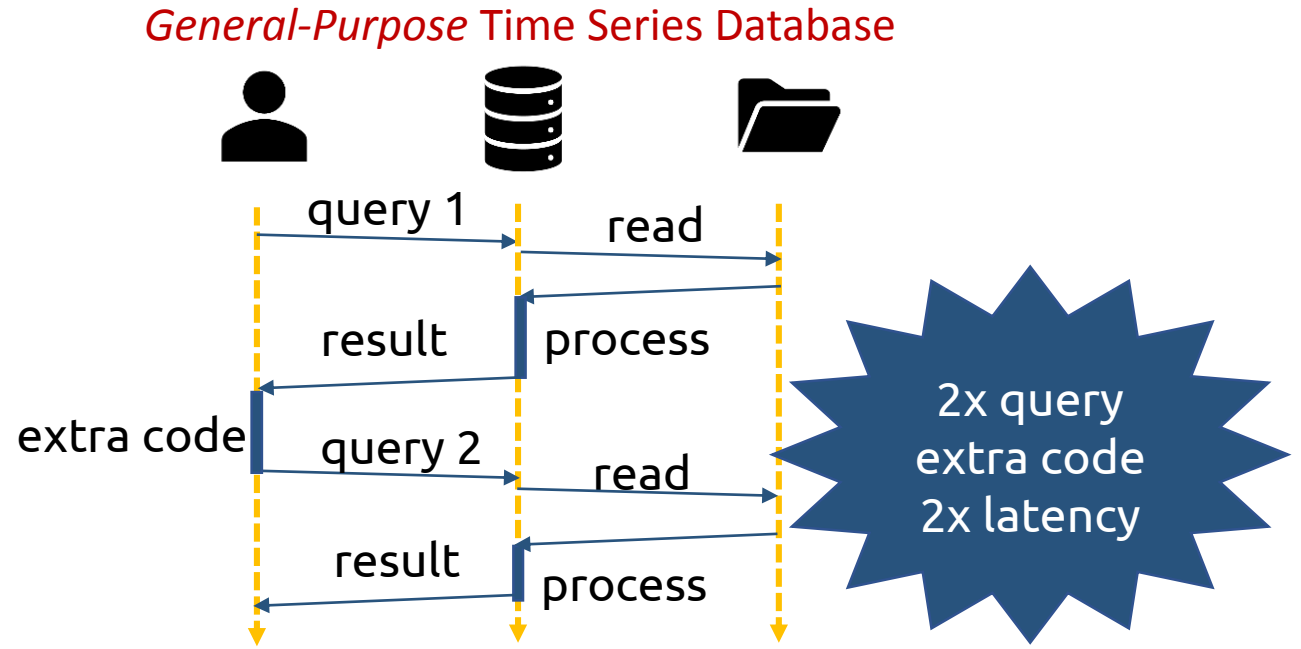 General-Purpose Time Series Database
query 1
read
result
process
extra code
query 2
read
result
process
2x query
extra code
2x latency